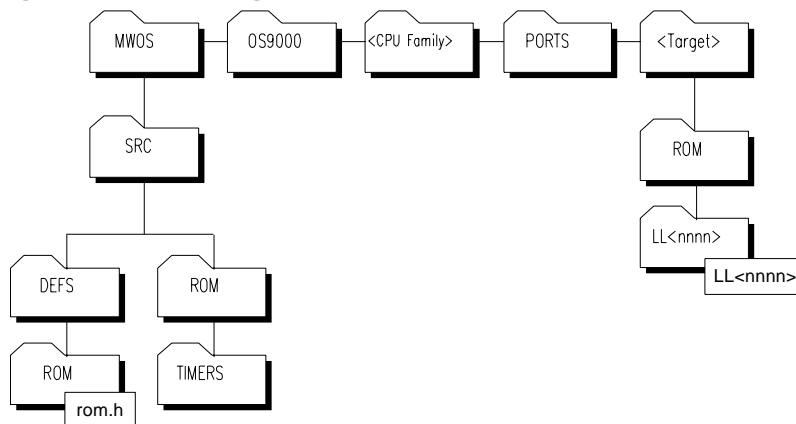 MWOS
OS9000
<CPU Family>
PORTS
<Target>
SRC
ROM
LL<nnnn>
LL<nnnn>
DEFS
ROM
ROM
TIMERS
rom.h